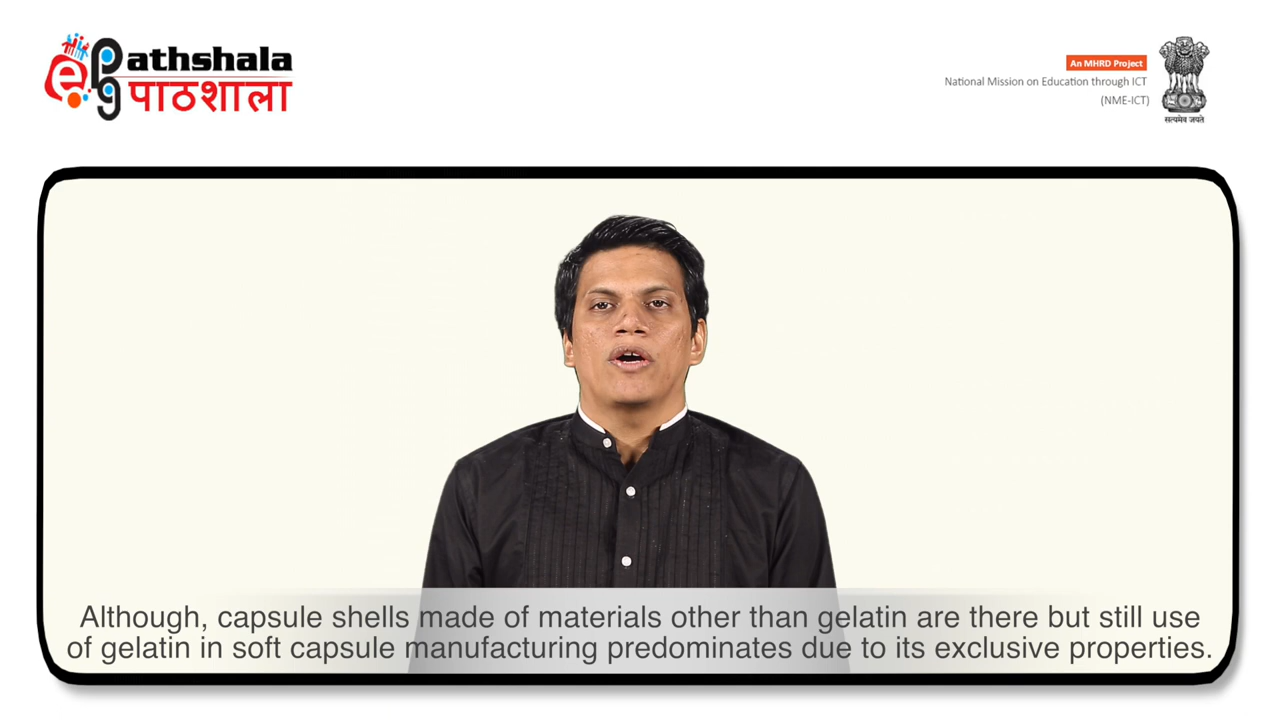 e pg athshala
पाठशाला
An MHRD Project
National Mission on Education through ICT
(NME-ICT)
सत्यमेव जयते
Although, capsule shells made of materials other than gelatin are there but still use
of gelatin in soft capsule manufacturing predominates due to its exclusive properties.